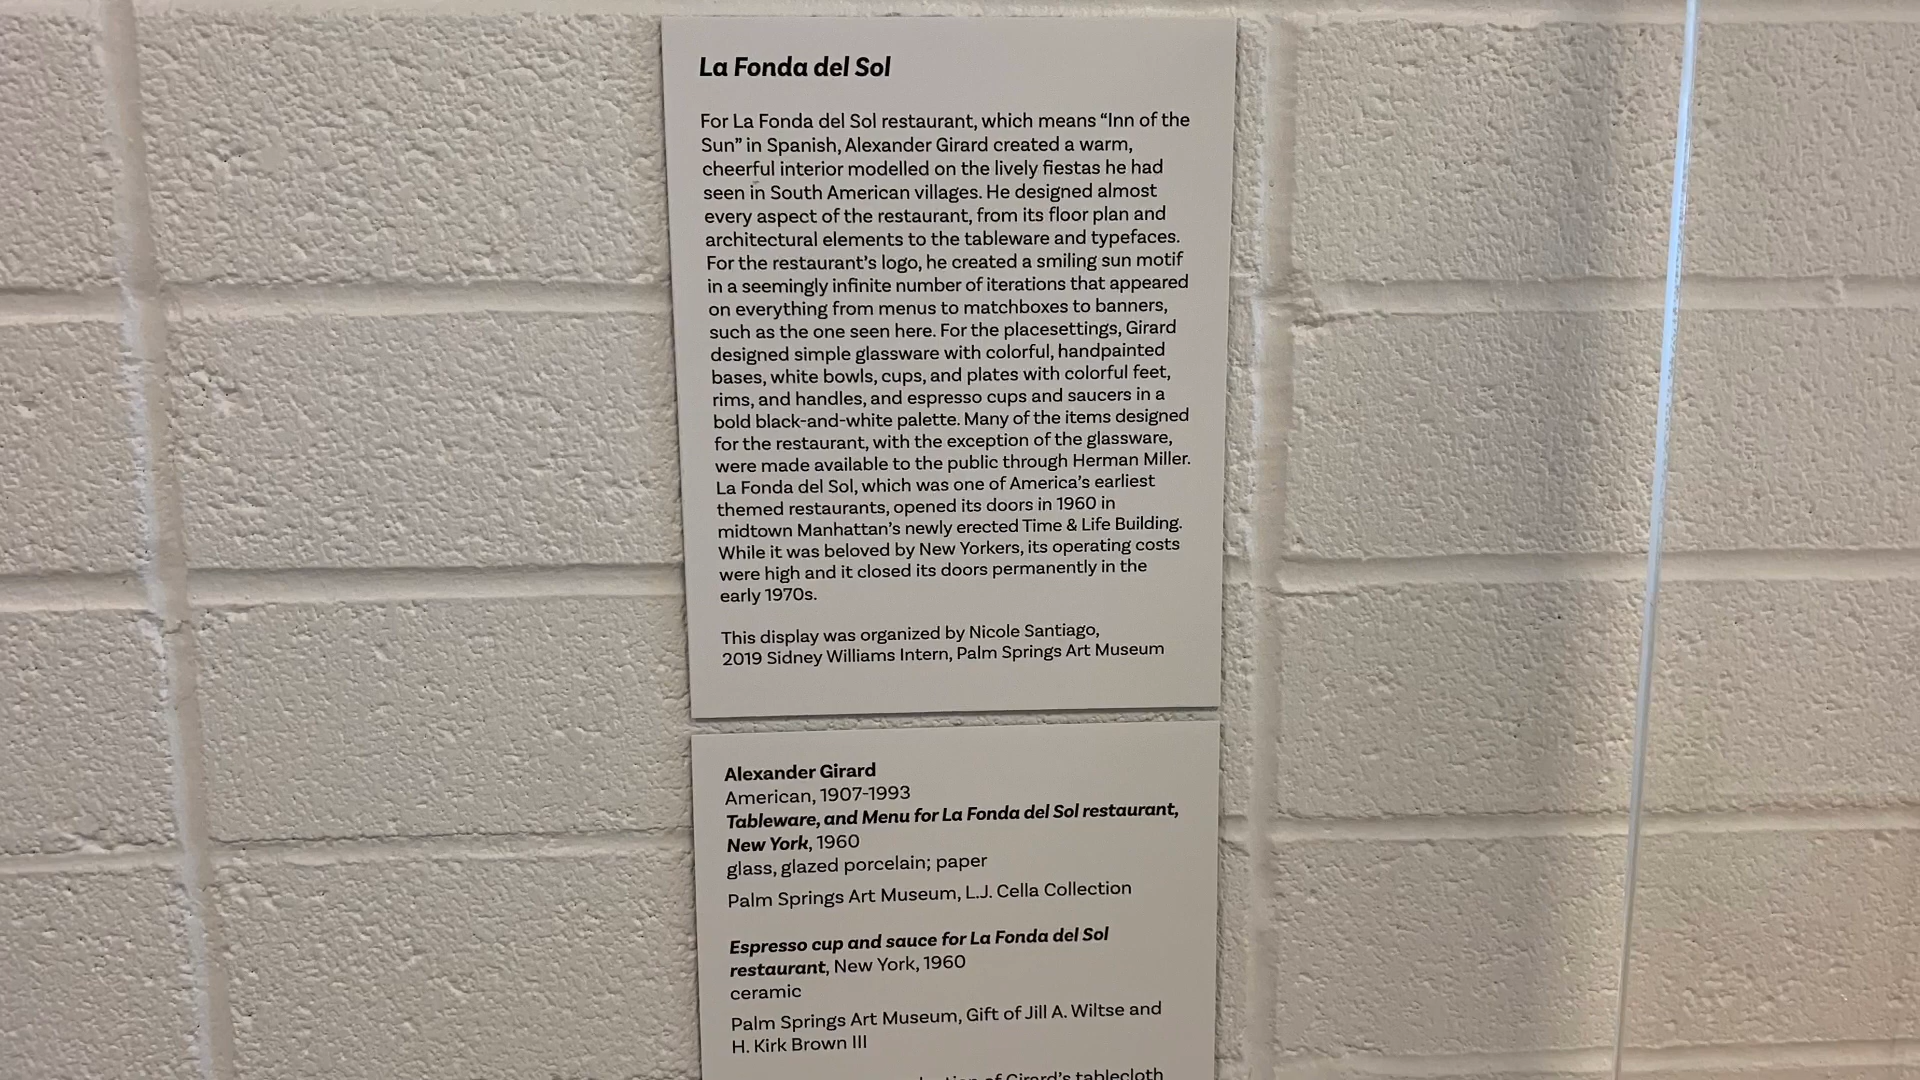 La Fonda del Sol
For La Fonda del Sol restaurant, which means “Inn of the
Sun” in Spanish, Alexander Girard created a warm,
cheerful interior modelled on the lively fiestas he had
seen in South American villages. He designed almost
every aspect of the restaurant, from its floor plan and
architectural elements to the tableware and typefaces.
For the restaurant’s logo, he created a smiling sun motif
in a seemingly infinite number of iterations that appeared
on everything from menus to matchboxes to banners,
such as the one seen here. For the placesettings, Girard
designed simple glassware with colorful, handpainted
bases, white bowls, cups, and plates with colorful feet,
rims, and handles, and espresso cups and saucers in a
bold black-and-white palette. Many of the items designed
for the restaurant, with the exception of the glassware,
were made available to the public through Herman Miller.
La Fonda del Sol, which was one of America’s earliest
themed restaurants, opened its doors in 1960 in
midtown Manhattan’s newly erected Time & Life Building.
While it was beloved by New Yorkers, its operating costs
were high and it closed its doors permanently in the
early 1970s.
This display was organized by Nicole Santiago,
2019 Sidney Williams Intern, Palm Springs Art Museum
Alexander Girard
American, 1907-1993
Tableware, and Menu for La Fonda del Sol restaurant,
New York, 1960
glass, glazed porcelain; paper
Palm Springs Art Museum, L.J. Cella Collection
Espresso cup and sauce for La Fonda del Sol
restaurant, New York, 1960
ceramic
Palm Springs Art Museum, Gift of Jill A. Wiltse and
H. Kirk Brown III
of Girard’s tablecloth